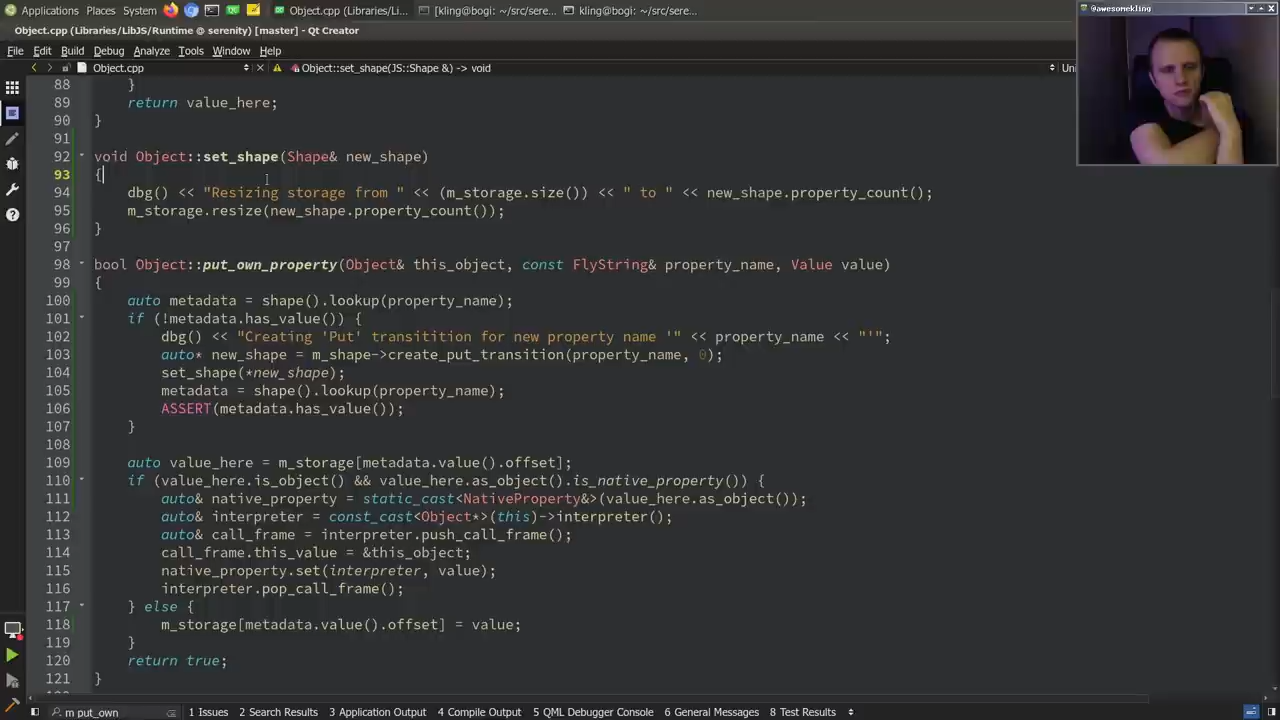 Applications Places System Object.cpp (Libraries/Li... [kling@bogi: ~/src/sere... kling@bogi: ~/src/sere...
@awesomekling
Object.cpp (Libraries/LibJS/Runtime @ serenity) [master] - Qt Creator
File Edit Build Debug Analyze Tools Window Help
Object.cpp Object::set_shape(JS::Shape &) -> void Uni
88 }
89 return value_here;
90 }
91
92 void Object::set_shape(Shape& new_shape)
93 {
94 dbg() << "Resizing storage from " << (m_storage.size()) << " to " << new_shape.property_count();
95 m_storage.resize(new_shape.property_count());
96 }
97
98 bool Object::put_own_property(Object& this_object, const FlyString& property_name, Value value)
99 {
100 auto metadata = shape().lookup(property_name);
101 if (!metadata.has_value()) {
102 dbg() << "Creating 'Put' transitition for new property name '" << property_name << "'";
103 auto* new_shape = m_shape->create_put_transition(property_name, 0);
104 set_shape(*new_shape);
105 metadata = shape().lookup(property_name);
106 ASSERT(metadata.has_value());
107 }
108
109 auto value_here = m_storage[metadata.value().offset];
110 if (value_here.is_object() && value_here.as_object().is_native_property()) {
111 auto& native_property = static_cast<NativeProperty&>(value_here.as_object());
112 auto& interpreter = const_cast<Object*>(this)->interpreter();
113 auto& call_frame = interpreter.push_call_frame();
114 call_frame.this_value = &this_object;
115 native_property.set(interpreter, value);
116 interpreter.pop_call_frame();
117 } else {
118 m_storage[metadata.value().offset] = value;
119 }
120 return true;
121 }
m put_own 1 Issues 2 Search Results 3 Application Output 4 Compile Output 5 QML Debugger Console 6 General Messages 8 Test Results